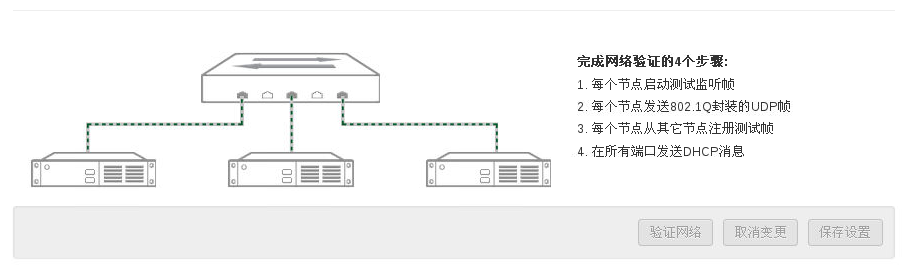 完成网络验证的4个步骤:
1. 每个节点启动测试监听帧
2. 每个节点发送802.1Q封装的UDP帧
3. 每个节点从其它节点注册测试帧
4. 在所有端口发送DHCP消息
验证网络 取消变更 保存设置